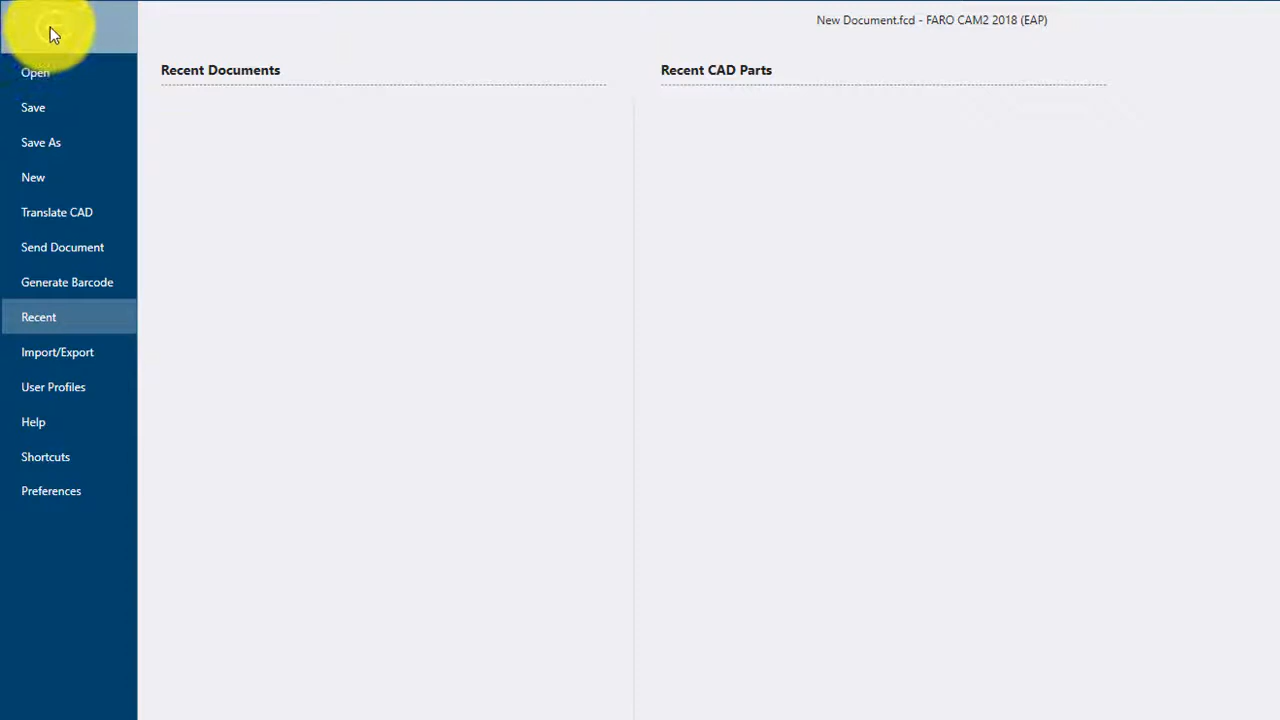 New Document.fcd - FARO CAM2 2018 (EAP)
Open
Save
Save As
New
Translate CAD
Send Document
Generate Barcode
Recent
Import/Export
User Profiles
Help
Shortcuts
Preferences
Recent Documents
Recent CAD Parts